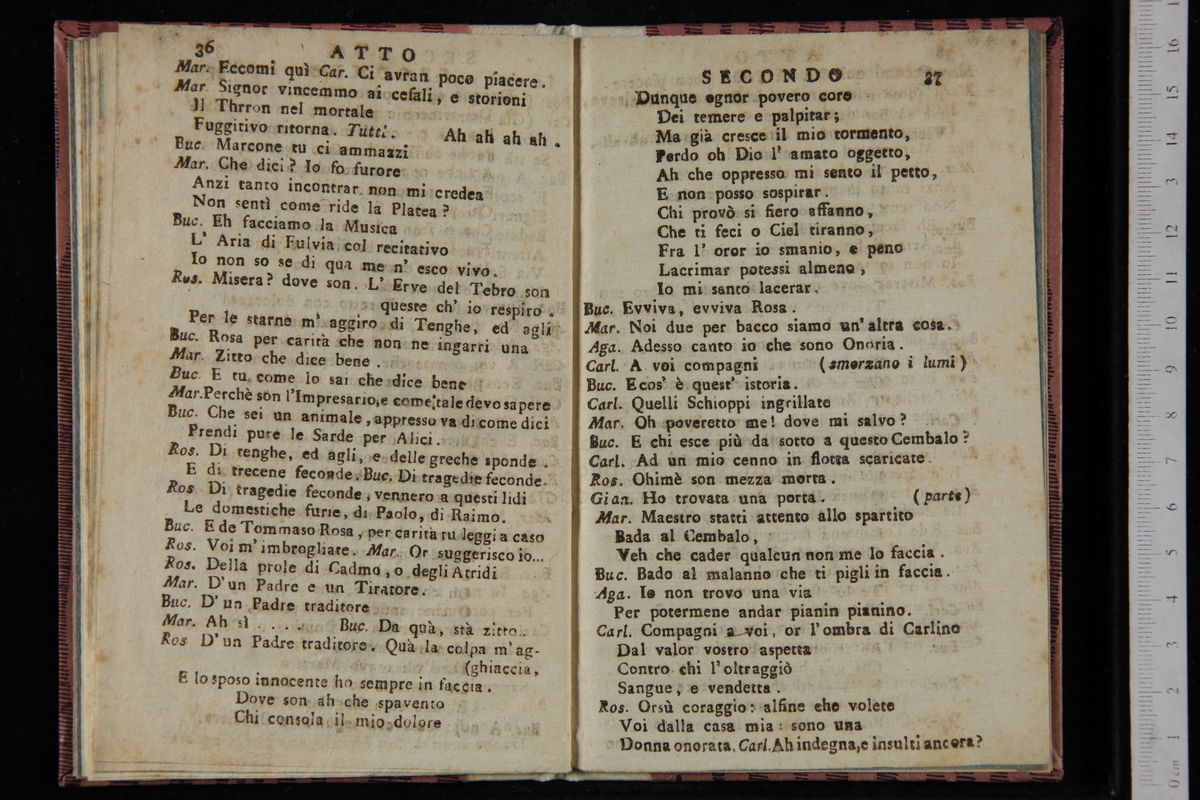 36 ATTO
Mar. Eccomi quì Car. Ci avran poco piacere.
Mar Signor vincemmo ai cefali, e storioni
Il Thrron nel mortale
Fuggitivo ritorna. Tutti. Ah ah ah ah.
Buc. Marcone tu ci ammazzi
Mar. Che dici? Io fo furore
Anzi tanto incontrar non mi credea
Non sentì come ride la Platea?
Buc. Eh facciamo la Musica
L' Aria di Fulvia col recitativo
Io non so se di qua me n' esco vivo.
Ros. Misera? dove son. L' Erve del Tebro son
queste ch' io respiro.
Per le starne m' aggiro di Tenghe, ed agli
Buc. Rosa per carità che non ne ingarri una
Mar. Zitto che dice bene.
Buc. E tu come lo sai che dice bene
Mar. Perchè son l'Impresario, e come tale devo sapere
Buc. Che sei un animale, appresso va di come dici
Prendi pure le Sarde per Alici.
Ros. Di tenghe, ed agli, e delle greche sponde.
E di trecene feconde. Buc. Di tragedie feconde.
Ros Di tragedie feconde, vennero a questi lidi
Le domestiche furie, di Paolo, di Raimo.
Buc. E de Tommaso Rosa, per carità tu leggi a caso
Ros. Voi m'imbrogliate. Mar. Or suggerisco io...
Ros. Della prole di Cadmo, o degli Atridi
Mar. D'un Padre e un Tiratore.
Buc. D'un Padre traditore
Mar. Ah sì .... Buc. Da quà, stà zitto..
Ros D'un Padre traditore. Quà la colpa m'ag-
(ghiaccia,
E lo sposo innocente ho sempre in faccia.
Dove son ah che spavento
Chi consola il mio dolore
SECONDO 27
Dunque ognor povero core
Dei temere e palpitar;
Ma già cresce il mio tormento,
Perdo oh Dio l' amato oggetto,
Ah che oppresso mi sento il petto,
E non posso sospirar.
Chi provò si fiero affanno,
Che ti feci o Ciel tiranno,
Fra l' oror io smanio, e peno
Lacrimar potessi almeno,
Io mi sento lacerar.
Buc. Evviva, evviva Rosa.
Mar. Noi due per bacco siamo un' altra cosa.
Aga. Adesso canto io che sono Onoria.
Carl. A voi compagni (smorzano i lumi)
Buc. Ecos' è quest' istoria.
Carl. Quelli Schioppi ingrillate
Mar. Oh poveretto me! dove mi salvo?
Buc. E chi esce più da sotto a questo Cembalo?
Carl. Ad un mio cenno in flotta scaricate.
Ros. Ohimè son mezza morta.
Gian. Ho trovata una porta. (parte)
Mar. Maestro statti attento allo spartito
Bada al Cembalo,
Veh che cader qualcun non me lo faccia.
Buc. Bado al malanno che ti pigli in faccia.
Aga. Io non trovo una via
Per potermene andar pianin pianino.
Carl. Compagni a voi, or l'ombra di Carlino
Dal valor vostro aspetta
Contro chi l'oltraggiò
Sangue, e vendetta.
Ros. Orsù coraggio: alfine che volete
Voi dalla casa mia: sono una
Donna onorata. Carl. Ah indegna, e insulti ancora?